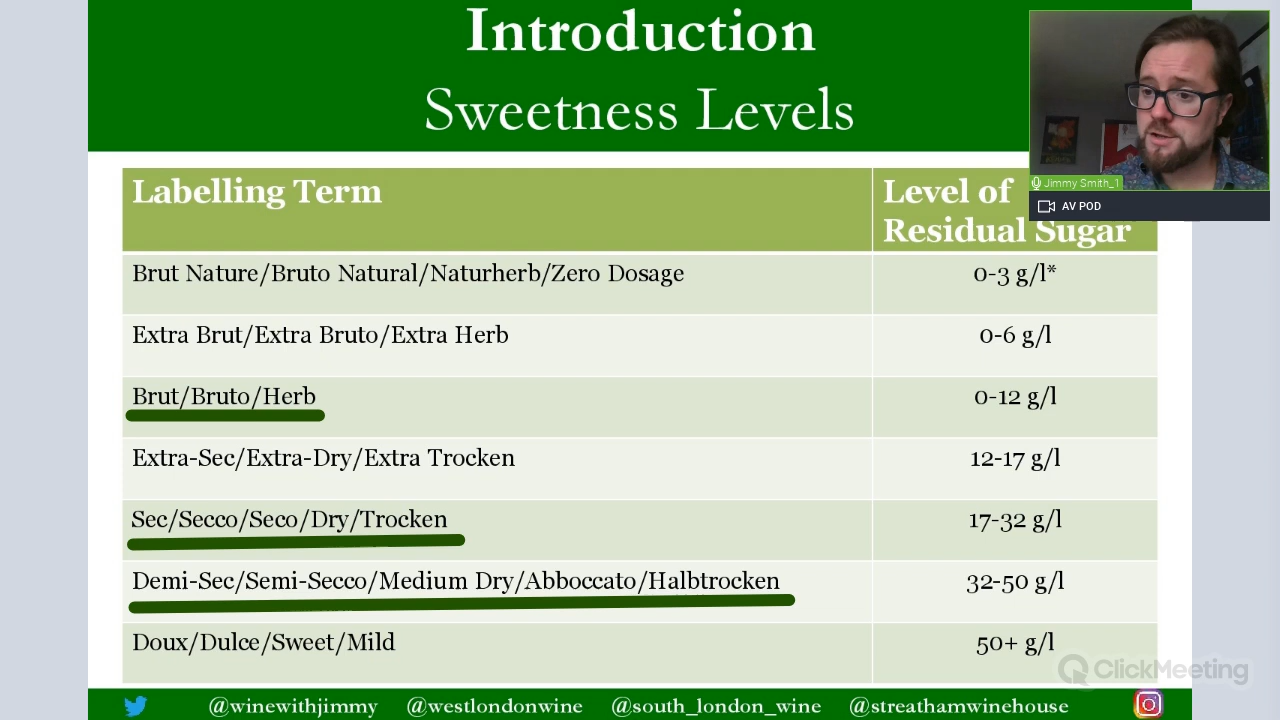 Introduction
Sweetness Levels
Jimmy Smith_1
AV POD
Labelling Term
Level of
Residual Sugar
Brut Nature/Bruto Natural/Naturherb/Zero Dosage
0-3 g/l*
Extra Brut/Extra Bruto/Extra Herb
0-6 g/l
Brut/Bruto/Herb
0-12 g/l
Extra-Sec/Extra-Dry/Extra Trocken
12-17 g/l
Sec/Secco/Seco/Dry/Trocken
17-32 g/l
Demi-Sec/Semi-Secco/Medium Dry/Abboccato/Halbtrocken
32-50 g/l
Doux/Dulce/Sweet/Mild
50+ g/l
ClickMeeting
@winewithjimmy @westlondonwine @south_london_wine @streathamwinehouse